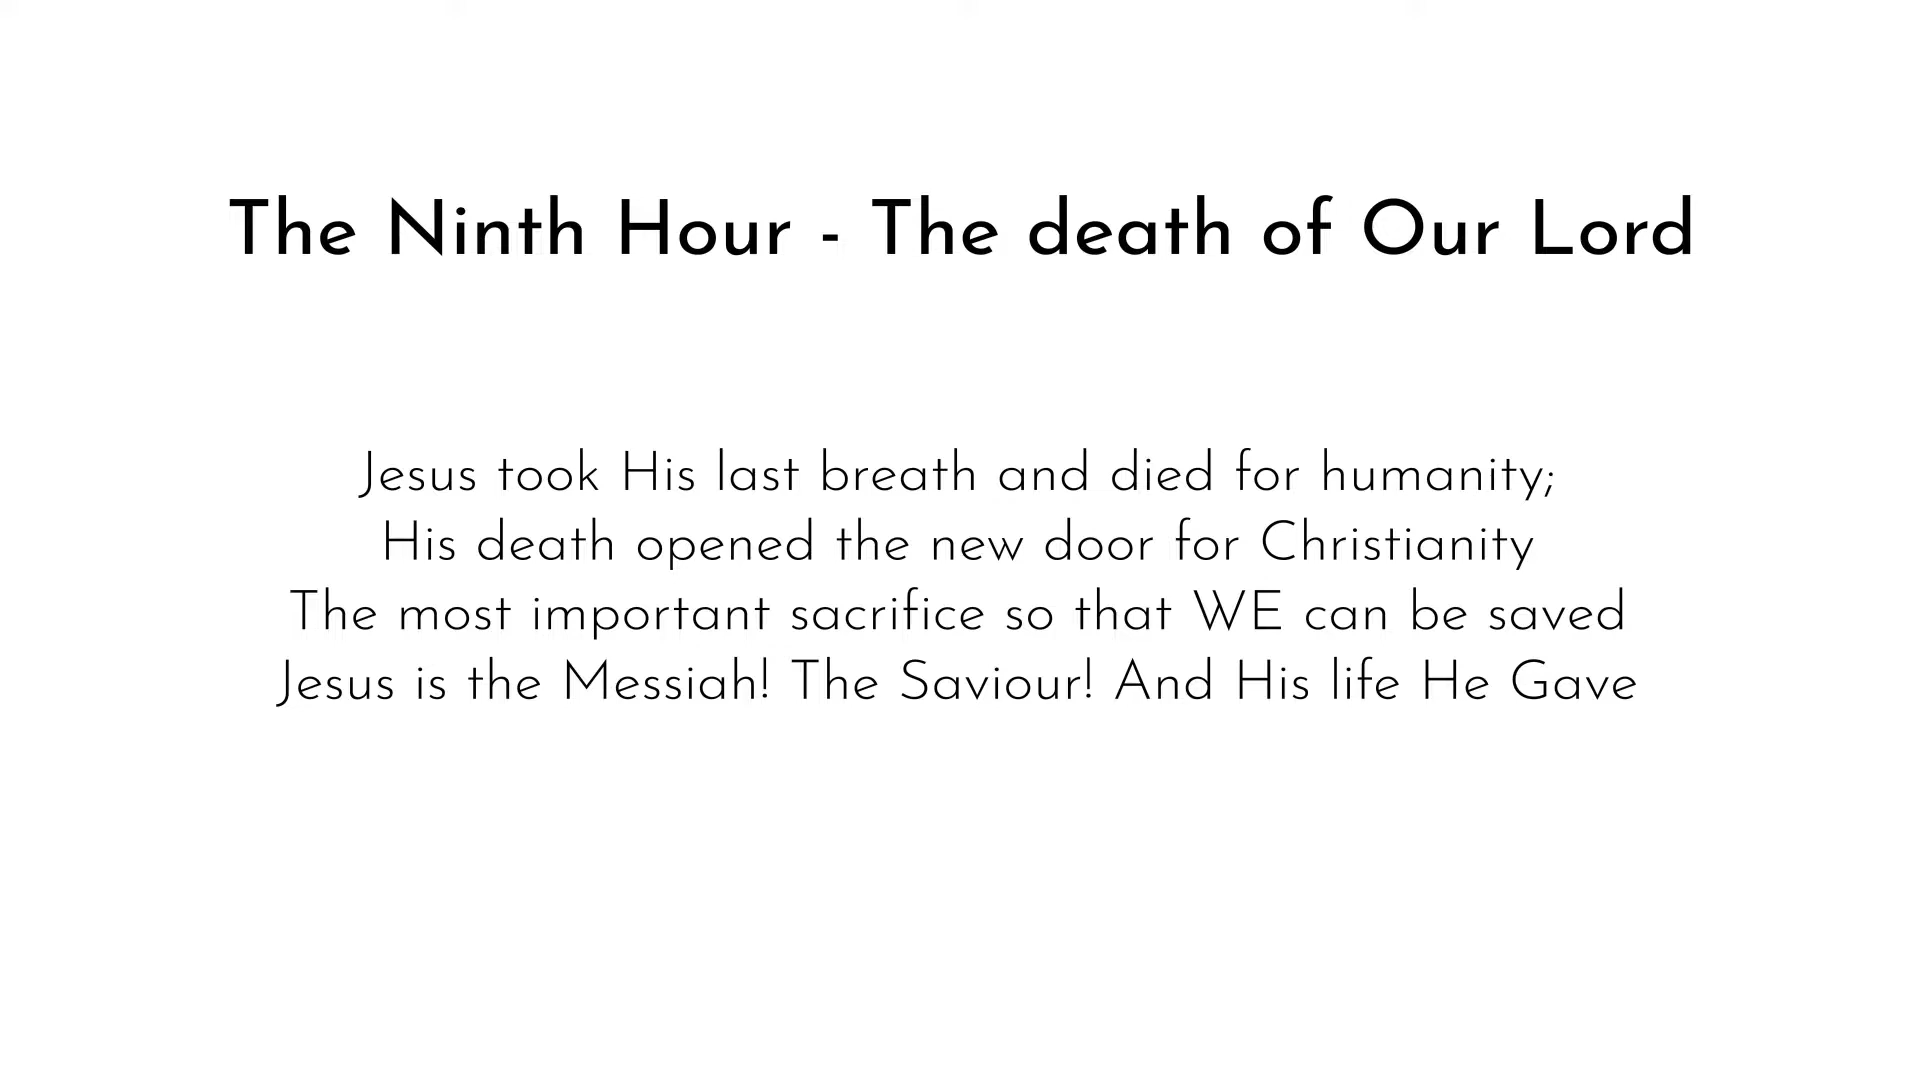 The Ninth Hour - The death of Our Lord
Jesus took His last breath and died for humanity;
His death opened the new door for Christianity
The most important sacrifice so that WE can be saved
Jesus is the Messiah! The Saviour! And His life He Gave